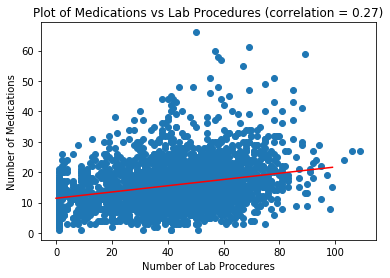 Plot of Medications vs Lab Procedures (correlation = 0.27)
Number of Medications
60
50
40
30
20
10
0
0 20 40 60 80 100
Number of Lab Procedures